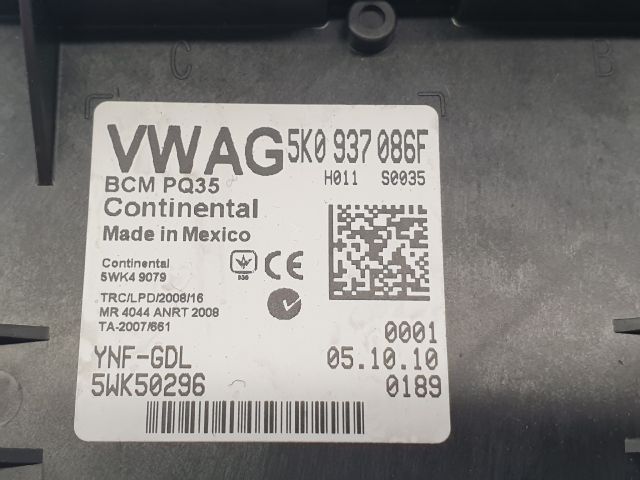 C
B
VWAG 5K0 937 086F
H011 S0035
BCM PQ35
Continental
Made in Mexico
Continental
5WK4 9079
CE
TRC/LPD/2008/16
MR 4044 ANRT 2008
TA-2007/661
0001
YNF-GDL 05.10.10
5WK50296 0189